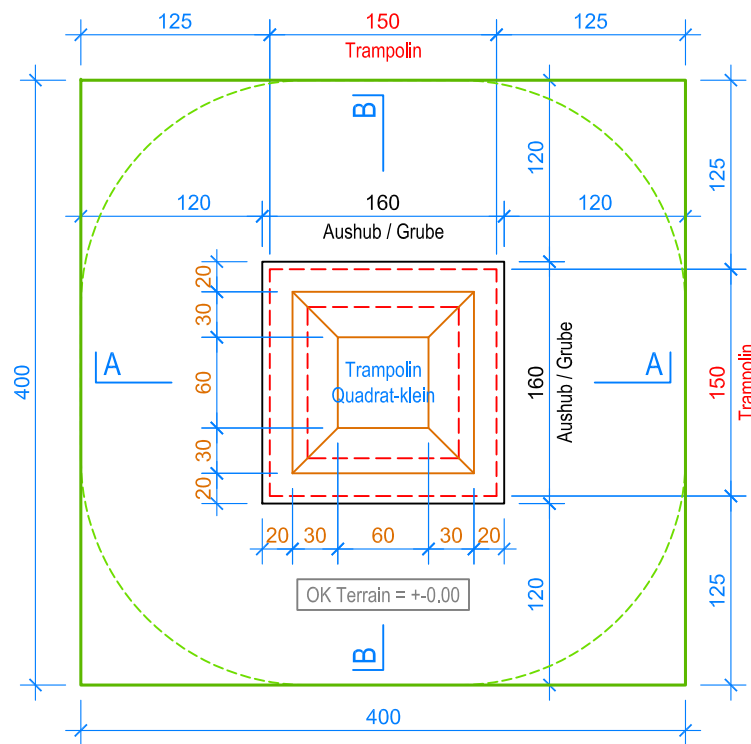 125 150 125
Trampolin
B
120 160 120
Aushub / Grube
120
125
20
30
60
30
20
400
A
Trampolin
Quadrat-klein
160
Aushub / Grube
A
150
Trampolin
20 30 60 30 20
OK Terrain = +-0.00
120
125
B
400